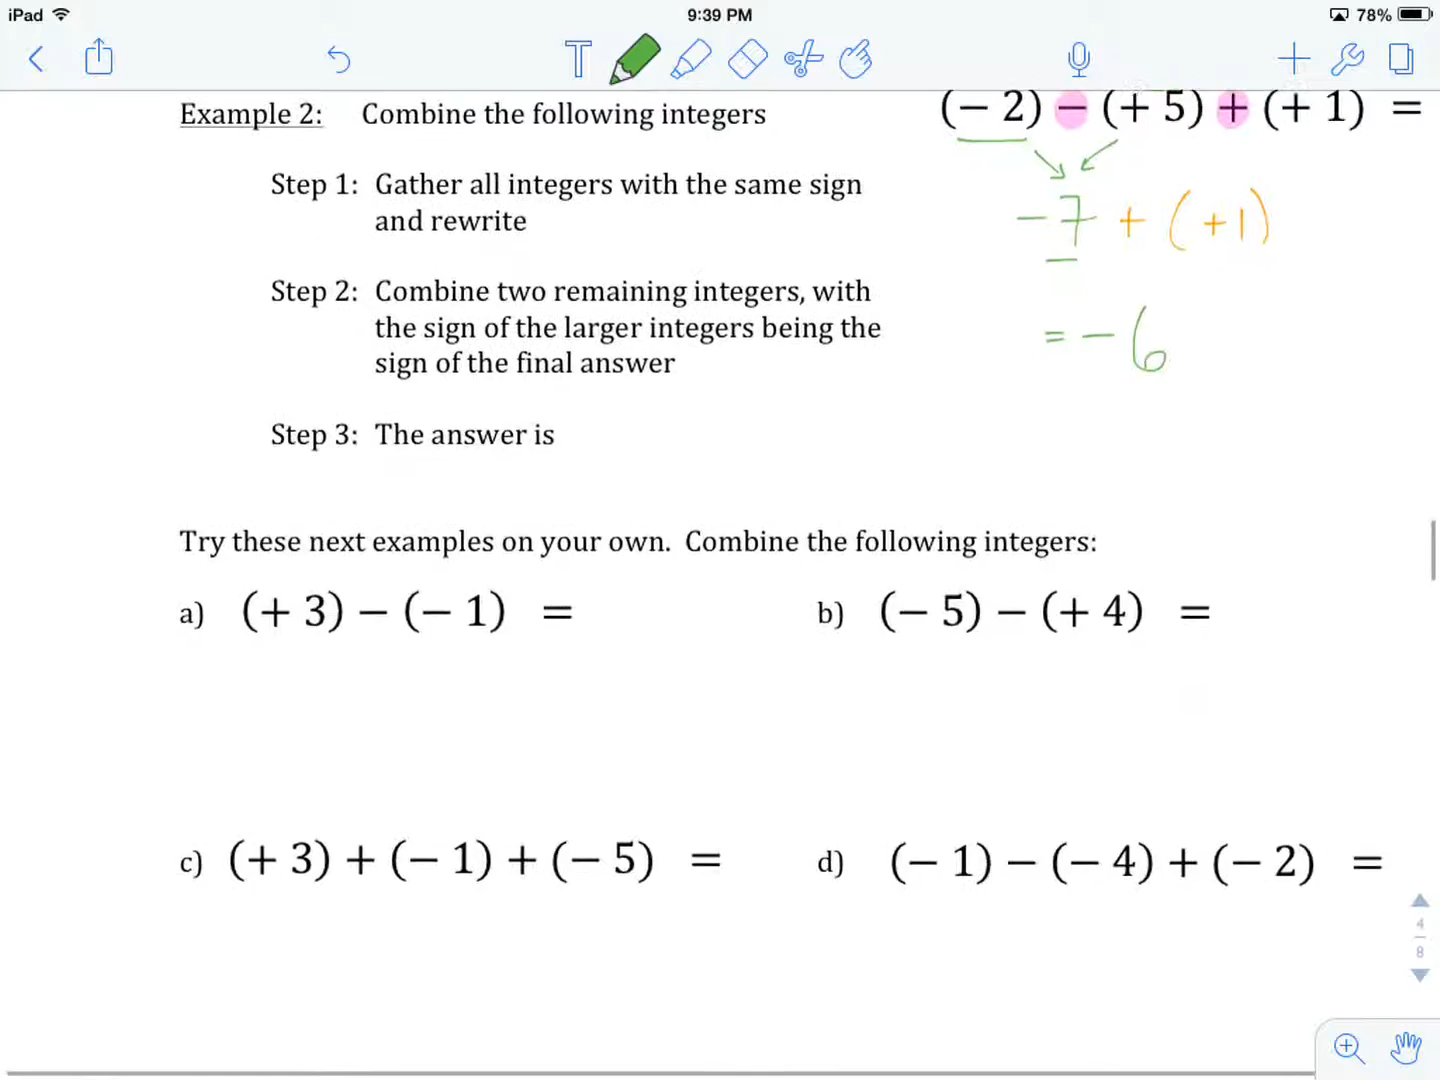 iPad 9:39 PM 78%
T
Example 2: Combine the following integers (− 2) − (+ 5) + (+ 1) =
Step 1: Gather all integers with the same sign
and rewrite
− 7 + (+1)
Step 2: Combine two remaining integers, with
the sign of the larger integers being the
sign of the final answer
= − 6
Step 3: The answer is
Try these next examples on your own. Combine the following integers:
a) (+ 3) − (− 1) =
b) (− 5) − (+ 4) =
c) (+ 3) + (− 1) + (− 5) =
d) (− 1) − (− 4) + (− 2) =
4
8